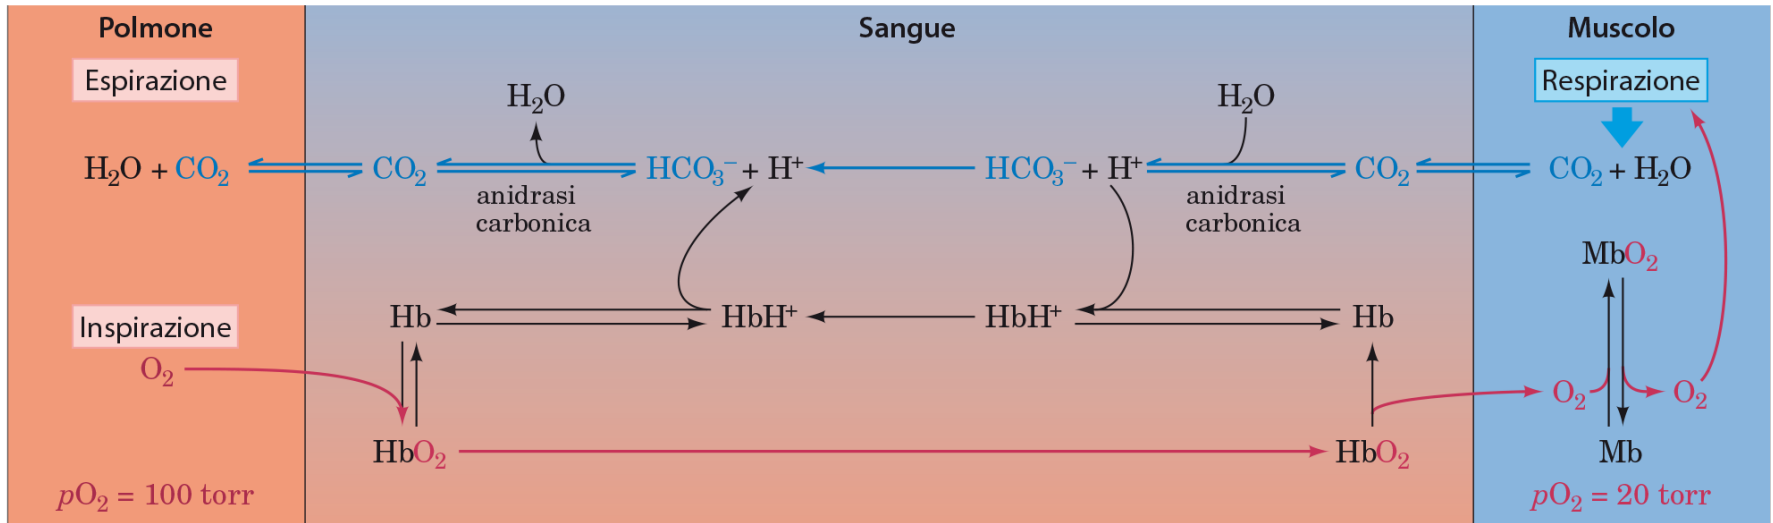 Polmone
Sangue
Muscolo
Espirazione
Respirazione
H₂O
H₂O
H₂O + CO₂
CO₂
HCO₃⁻ + H⁺
HCO₃⁻ + H⁺
CO₂
CO₂ + H₂O
anidrasi
carbonica
anidrasi
carbonica
MbO₂
Inspirazione
Hb
HbH⁺
HbH⁺
Hb
O₂
O₂
O₂
HbO₂
HbO₂
Mb
pO₂ = 100 torr
pO₂ = 20 torr